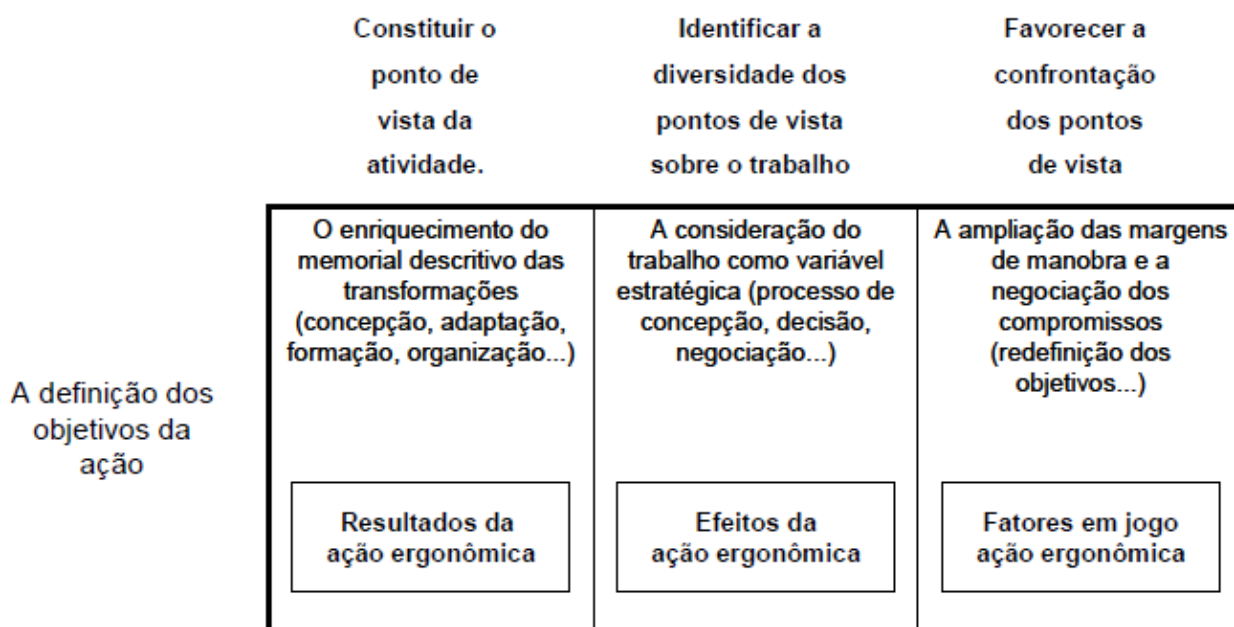 Constituir o
ponto de
vista da
atividade.
Identificar a
diversidade dos
pontos de vista
sobre o trabalho
Favorecer a
confrontação
dos pontos
de vista
A definição dos
objetivos da
ação
O enriquecimento do
memorial descritivo das
transformações
(concepção, adaptação,
formação, organização...)
Resultados da
ação ergonômica
A consideração do
trabalho como variável
estratégica (processo de
concepção, decisão,
negociação...)
Efeitos da
ação ergonômica
A ampliação das margens
de manobra e a
negociação dos
compromissos
(redefinição dos
objetivos...)
Fatores em jogo
ação ergonômica